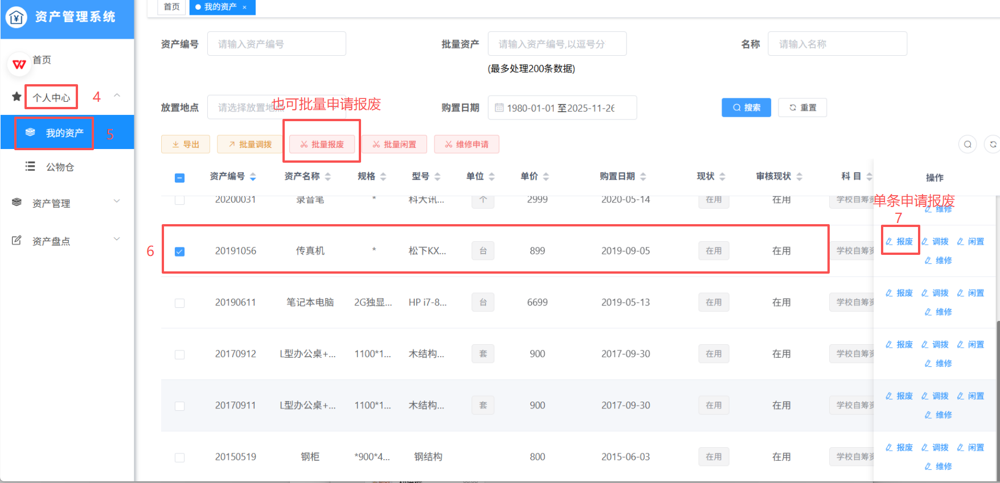 资产管理系统
首页
我的资产 ×
首页
个人中心 4
我的资产 5
公物仓
资产管理
资产盘点
资产编号 请输入资产编号
批量资产 请输入资产编号,以逗号分
(最多处理200条数据)
名称 请输入名称
放置地点 请选择放置地点
也可批量申请报废
购置日期 1980-01-01 至2025-11-26
搜索 重置
导出 批量调拨 批量报废 批量闲置 维修申请
资产编号 资产名称 规格 型号 单位 单价 购置日期 现状 审核现状 科目 操作
20200031 录音笔 * 科大讯... 个 2999 2020-05-14 在用 在用 学校自筹资
维修
单条申请报废
7
6
20191056 传真机 * 松下KX... 台 899 2019-09-05 在用 在用 学校自筹资 报废 调拨 闲置
维修
20190611 笔记本电脑 2G独显... HP i7-8... 台 6699 2019-05-13 在用 在用 学校自筹资 报废 调拨 闲置
维修
20170912 L型办公桌+... 1100*1... 木结构... 套 900 2017-09-30 在用 在用 学校自筹资 报废 调拨 闲置
维修
20170911 L型办公桌+... 1100*1... 木结构... 套 900 2017-09-30 在用 在用 学校自筹资 报废 调拨 闲置
维修
20150519 钢柜 *900*4... 钢结构 800 2015-06-03 在用 在用 学校自筹资 报废 调拨 闲置
维修